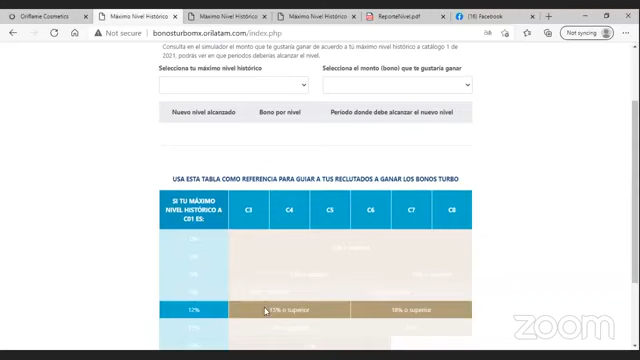 Oriflame Cosmetics
Máximo Nivel Histórico
Máximo Nivel Histórico
Máximo Nivel Histórico
ReporteNivel.pdf
(16) Facebook
Not secure
bonosturbomx.orilatam.com/index.php
Not syncing
Consulta en el simulador el monto que te gustaría ganar de acuerdo a tu máximo nivel histórico a catálogo 1 de
2021; podrás ver en que periodos deberías alcanzar el nivel.
Selecciona tu máximo nivel histórico
Selecciona el monto (bono) que te gustaría ganar
Nuevo nivel alcanzado
Bono por nivel
Período donde debe alcanzar el nuevo nivel
USA ESTA TABLA COMO REFERENCIA PARA GUIAR A TUS RECLUTADOS A GANAR LOS BONOS TURBO
SI TU MÁXIMO
NIVEL HISTÓRICO A
C01 ES:
C3
C4
C5
C6
C7
C8
12%
15% ó superior
18% ó superior
zoom